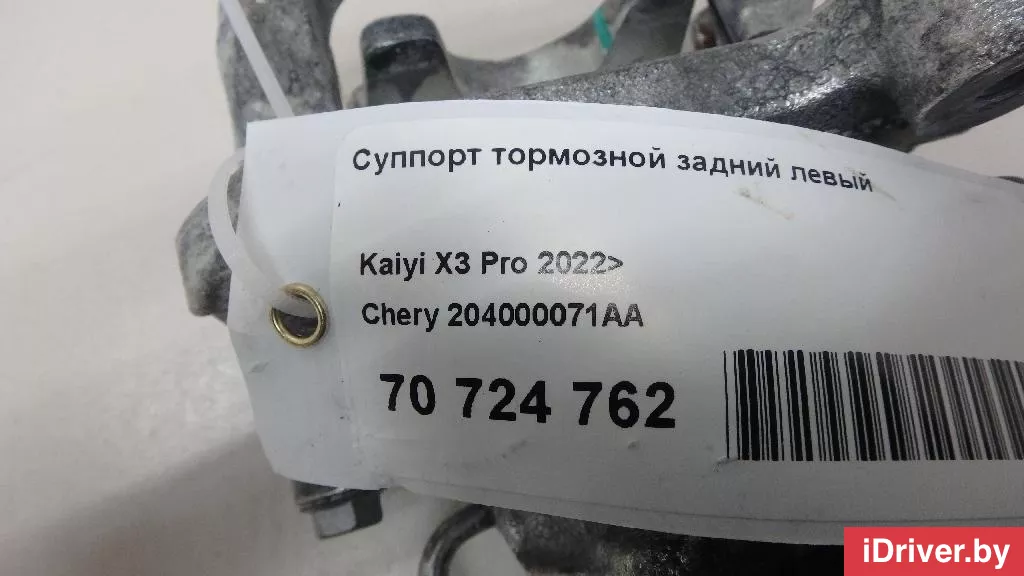 Суппорт тормозной задний левый
Kaiyi X3 Pro 2022>
Chery 204000071AA
70 724 762
iDriver.by